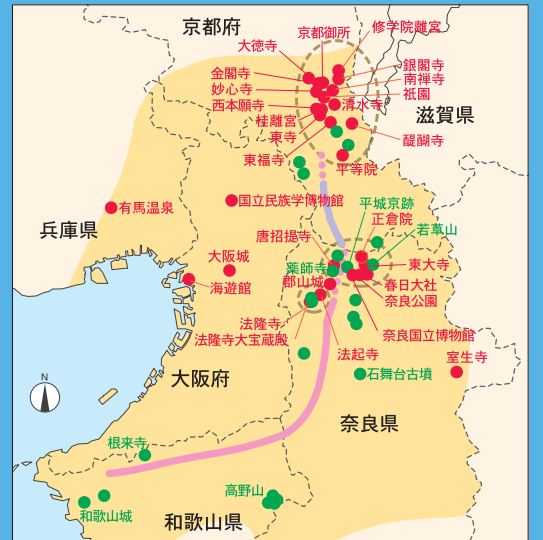 京都府
京都御所
修学院離宮
大徳寺
金閣寺
銀閣寺
妙心寺
南禅寺
祇園
西本願寺
清水寺
滋賀県
桂離宮
東寺
醍醐寺
東福寺
平等院
有馬温泉
国立民族学博物館
平城京跡
正倉院
兵庫県
若草山
唐招提寺
大阪城
薬師寺
東大寺
郡山城
春日大社
海遊館
奈良公園
法隆寺
奈良国立博物館
法隆寺大宝蔵殿
法起寺
室生寺
大阪府
石舞台古墳
N
奈良県
根来寺
高野山
和歌山城
和歌山県